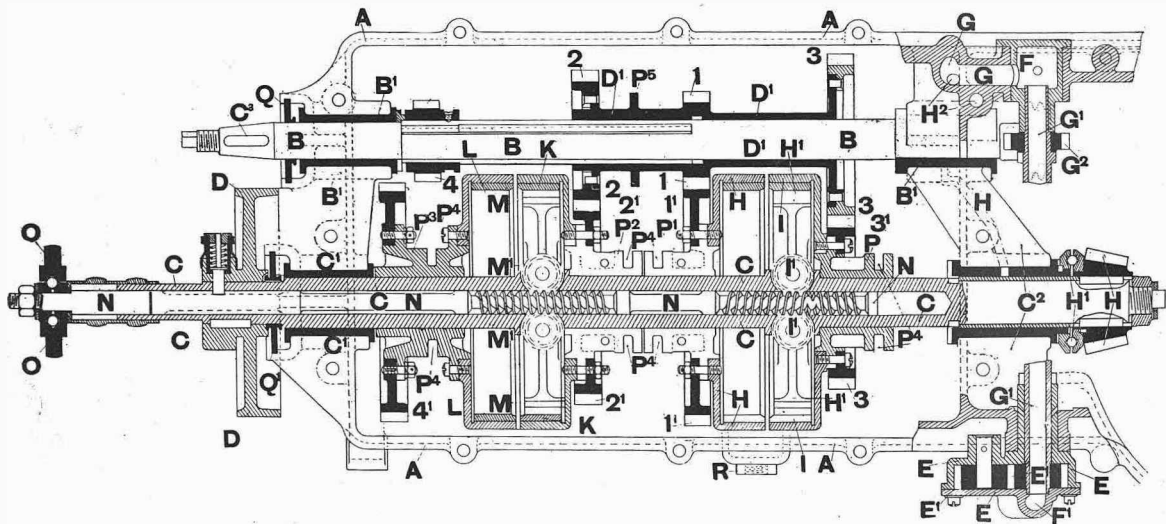 A A G
2 P⁵ 1 3 F
Q B¹ D¹ D¹ G
C³ H²
B B B G¹
L K D¹ H¹ G²
D B¹ 4 2 1 B¹ H
P³ P⁴ M 2¹ 1¹ H I 3 3¹
O P² P⁴ P¹ P N
C C¹ M¹ C I¹
N C N N C C² H¹ H
O C C¹ M¹ C I¹ P⁴
Q¹ P⁴ P⁴
4¹ L M 2¹ H H¹ 3 G¹
D K 1¹ I
A R A E E E
E¹ E F¹